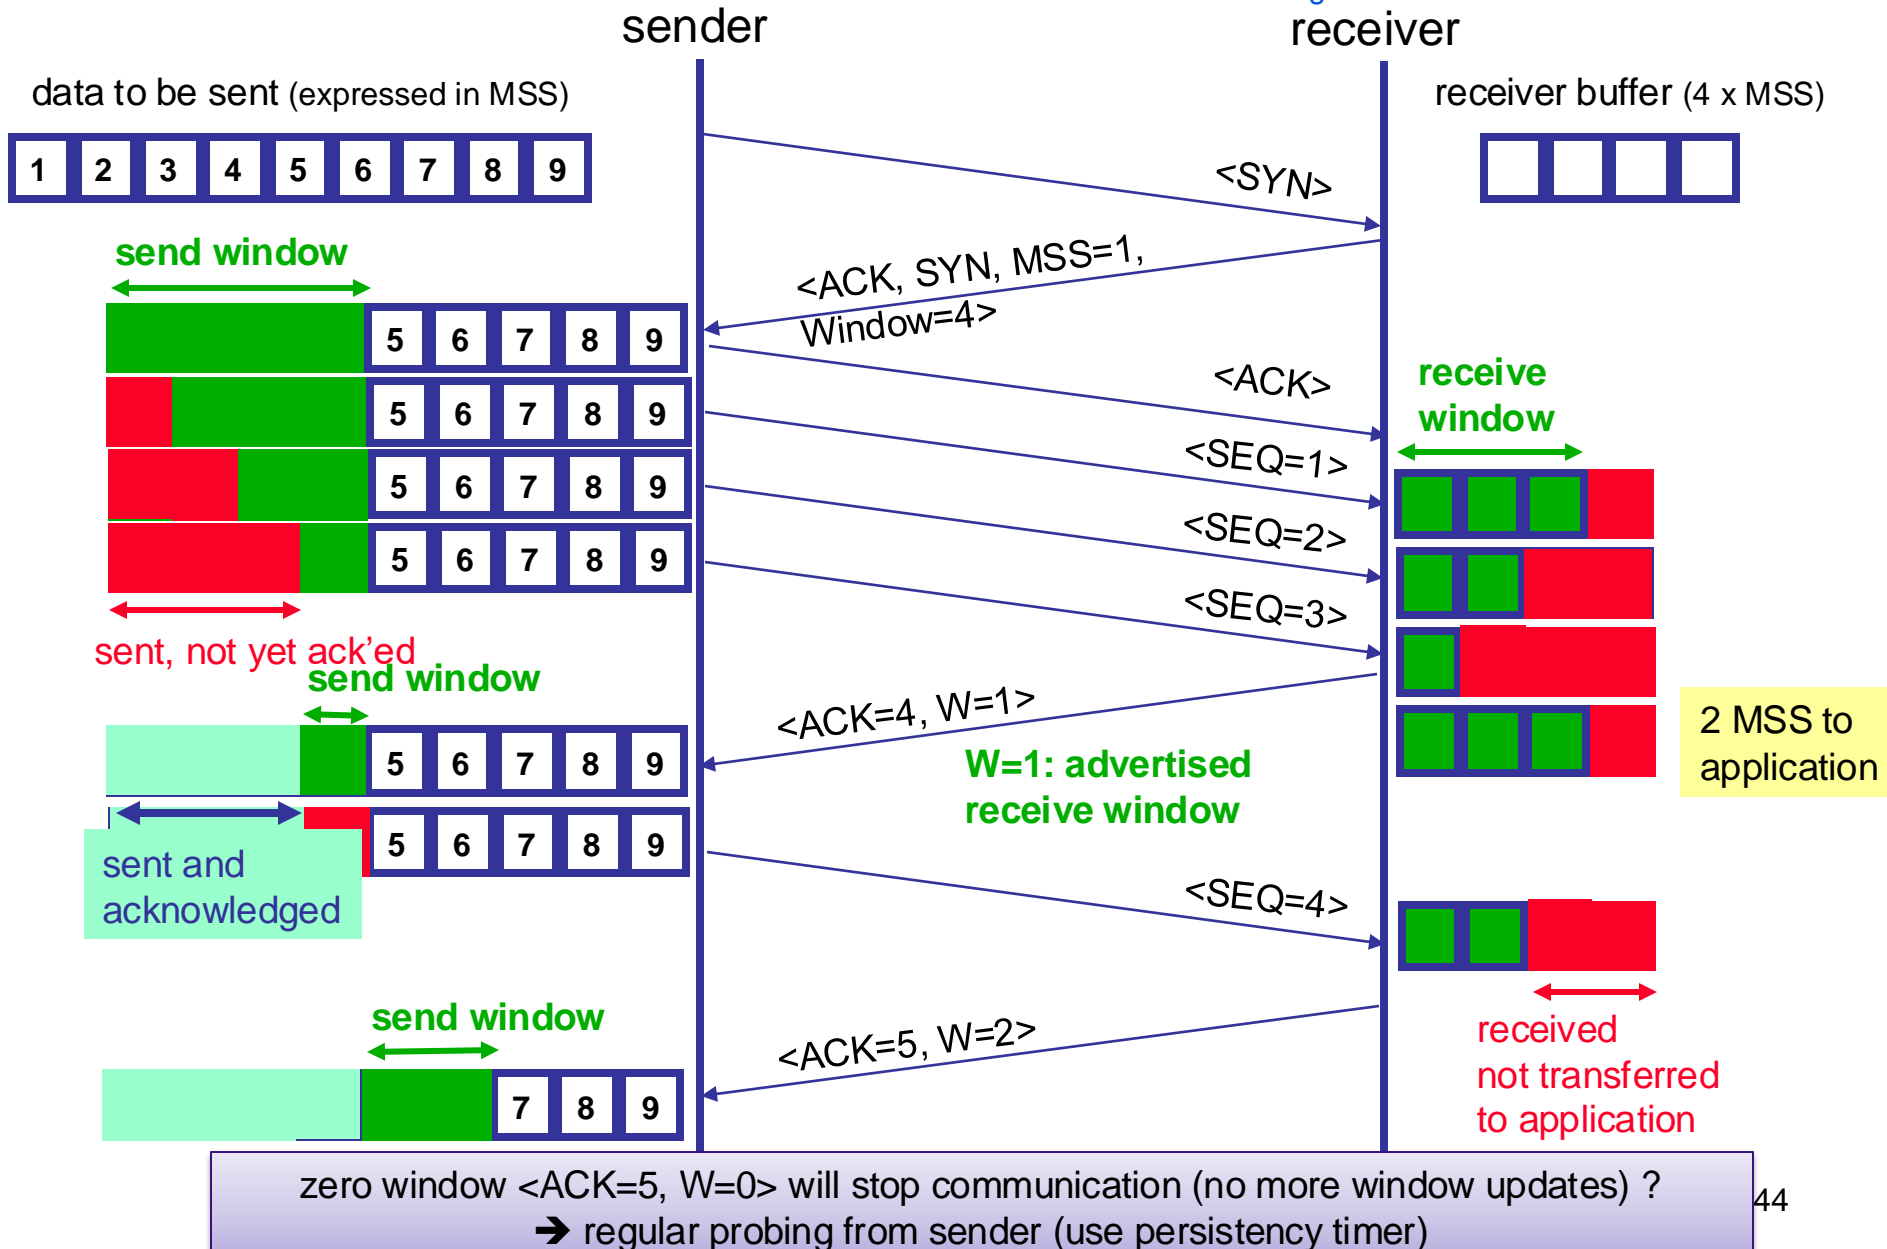 sender
receiver
data to be sent (expressed in MSS)
receiver buffer (4 x MSS)
1 2 3 4 5 6 7 8 9
<SYN>
send window
<ACK, SYN, MSS=1,
Window=4>
5 6 7 8 9
<ACK>
receive
window
5 6 7 8 9
<SEQ=1>
5 6 7 8 9
<SEQ=2>
5 6 7 8 9
<SEQ=3>
sent, not yet ack'ed
send window
<ACK=4, W=1>
2 MSS to
application
5 6 7 8 9
W=1: advertised
receive window
5 6 7 8 9
sent and
acknowledged
<SEQ=4>
send window
<ACK=5, W=2>
received
not transferred
to application
7 8 9
zero window <ACK=5, W=0> will stop communication (no more window updates) ?
➔ regular probing from sender (use persistency timer)
44